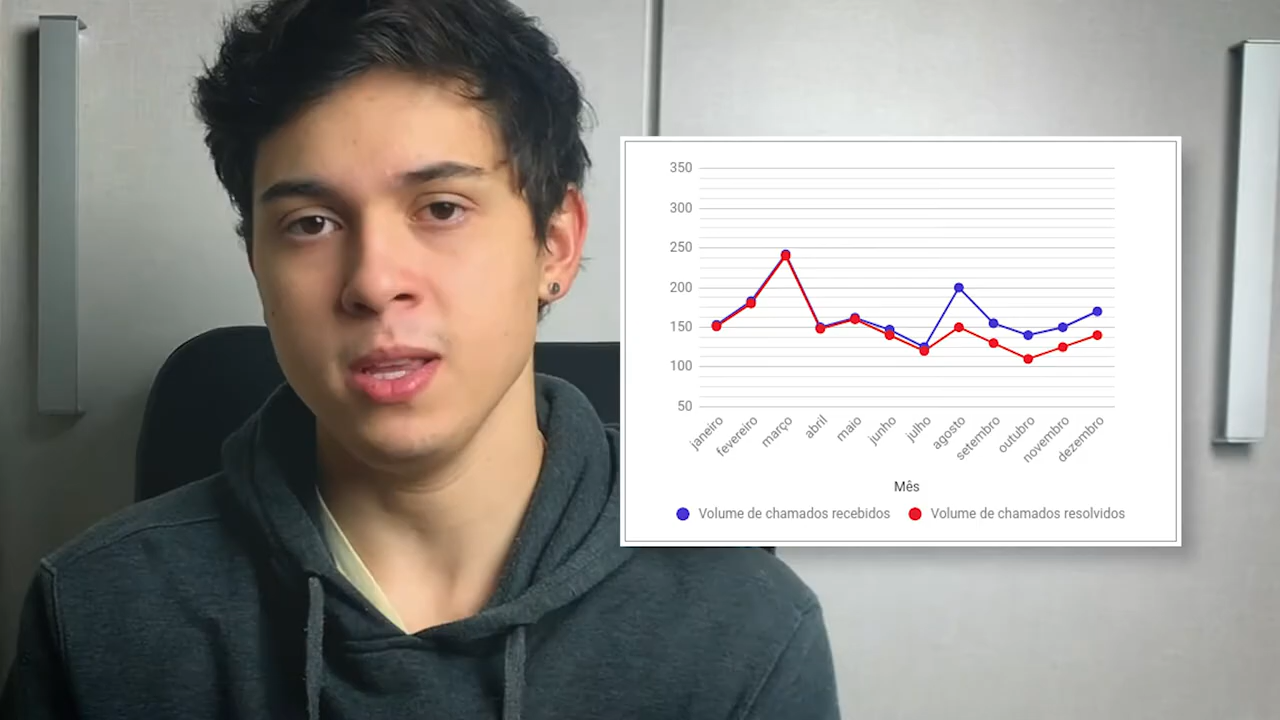 350
300
250
200
150
100
50
janeiro
fevereiro
março
abril
maio
junho
julho
agosto
setembro
outubro
novembro
dezembro
Mês
Volume de chamados recebidos
Volume de chamados resolvidos